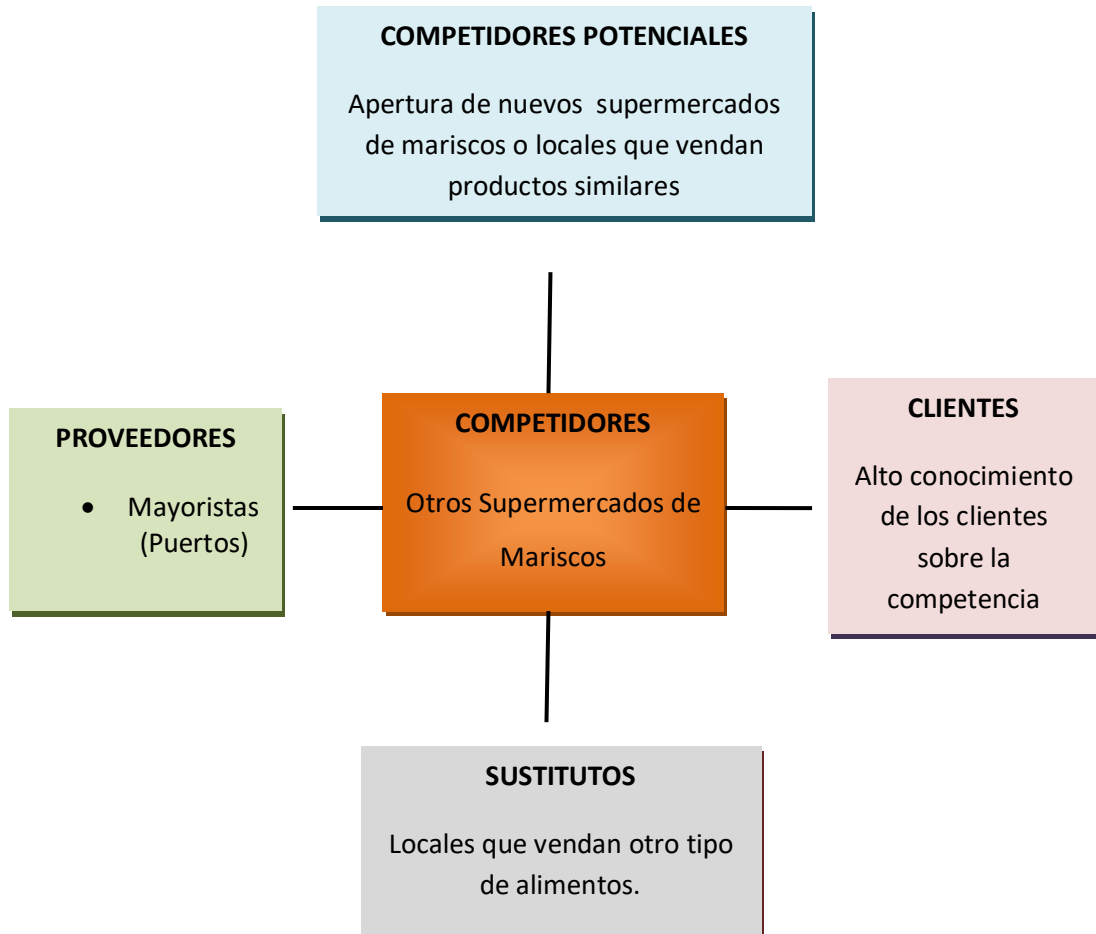 COMPETIDORES POTENCIALES
Apertura de nuevos supermercados
de mariscos o locales que vendan
productos similares
PROVEEDORES
• Mayoristas
(Puertos)
COMPETIDORES
Otros Supermercados de
Mariscos
CLIENTES
Alto conocimiento
de los clientes
sobre la
competencia
SUSTITUTOS
Locales que vendan otro tipo
de alimentos.